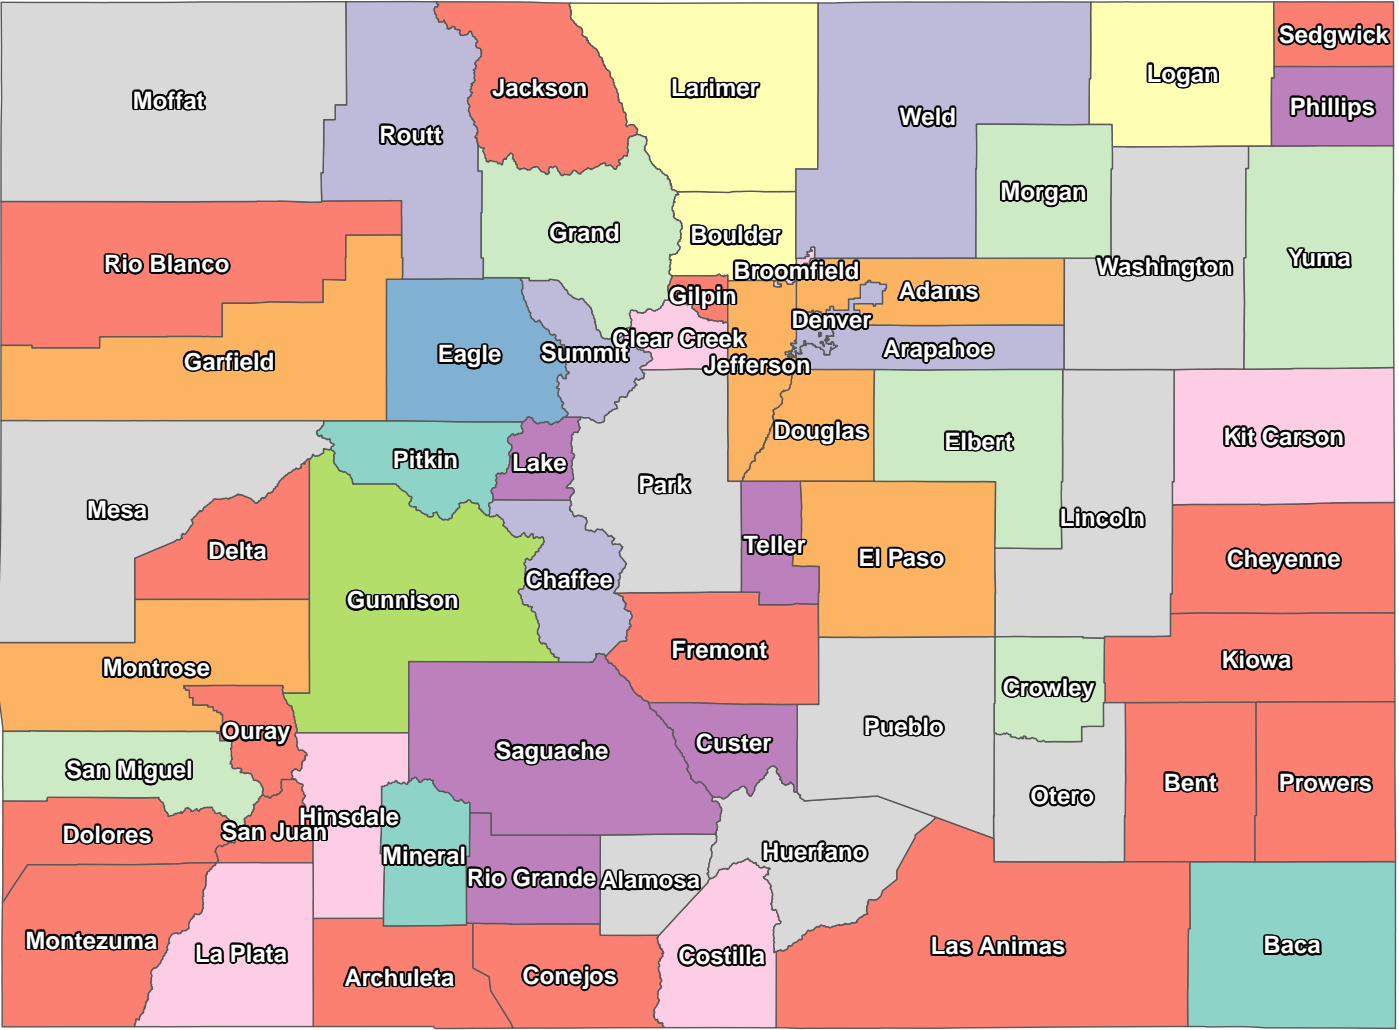 Sedgwick
Moffat
Jackson
Larimer
Logan
Phillips
Routt
Weld
Morgan
Rio Blanco
Grand
Boulder
Broomfield
Washington
Yuma
Gilpin
Adams
Denver
Garfield
Eagle
Summit
Clear Creek
Jefferson
Arapahoe
Pitkin
Lake
Park
Douglas
Elbert
Kit Carson
Mesa
Delta
Teller
El Paso
Lincoln
Cheyenne
Gunnison
Chaffee
Montrose
Fremont
Crowley
Kiowa
Ouray
Saguache
Custer
Pueblo
San Miguel
Otero
Bent
Prowers
Dolores
San Juan
Hinsdale
Mineral
Rio Grande
Alamosa
Huerfano
Montezuma
La Plata
Archuleta
Conejos
Costilla
Las Animas
Baca